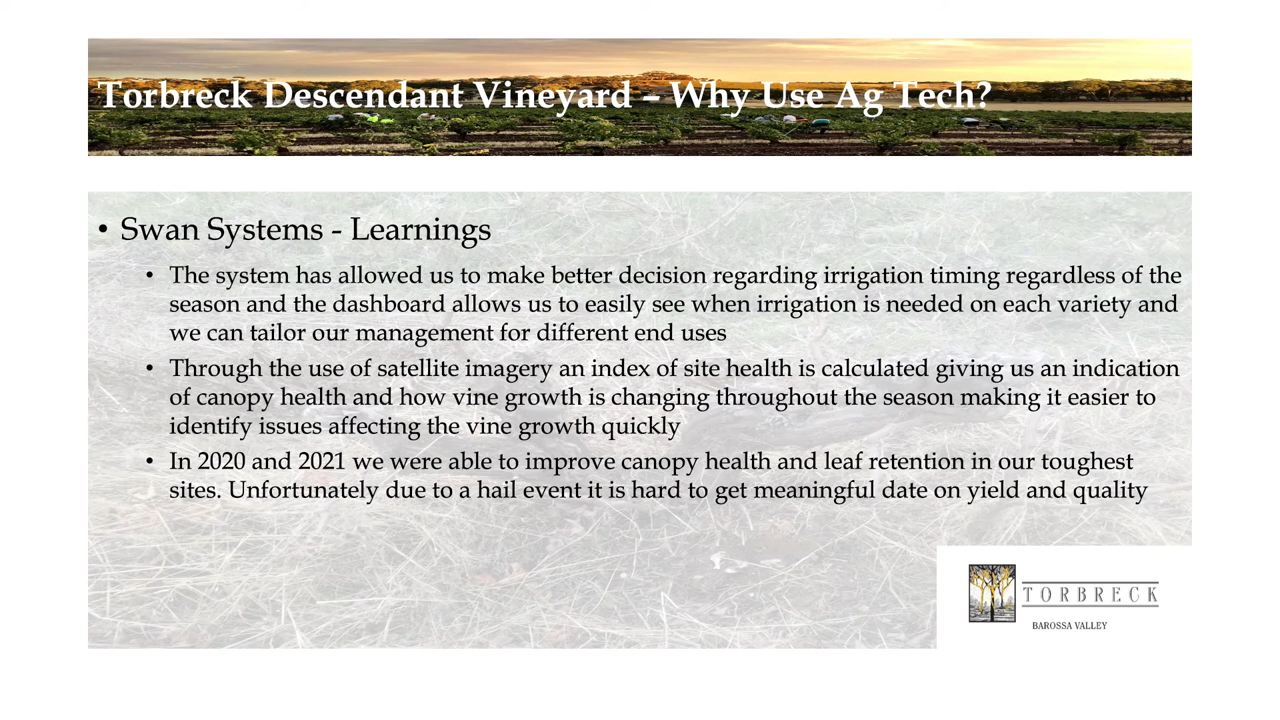 Torbreck Descendant Vineyard – Why Use Ag Tech?
• Swan Systems - Learnings
• The system has allowed us to make better decision regarding irrigation timing regardless of the
season and the dashboard allows us to easily see when irrigation is needed on each variety and
we can tailor our management for different end uses
• Through the use of satellite imagery an index of site health is calculated giving us an indication
of canopy health and how vine growth is changing throughout the season making it easier to
identify issues affecting the vine growth quickly
• In 2020 and 2021 we were able to improve canopy health and leaf retention in our toughest
sites. Unfortunately due to a hail event it is hard to get meaningful date on yield and quality
TORBRECK
BAROSSA VALLEY